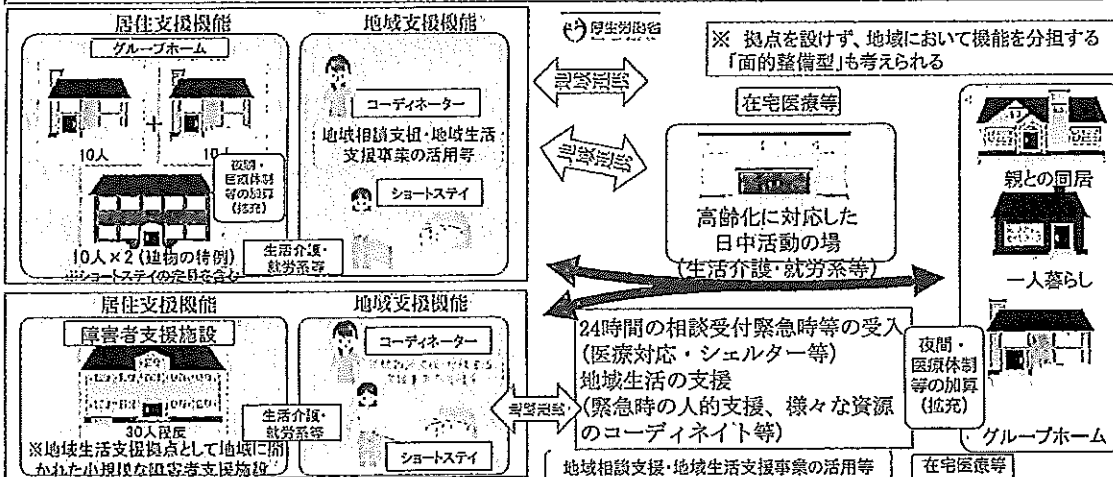 居住支援機能
地域支援機能
グループホーム
10人
+
夜間・
医療体制
等の加算
(拡充)
10人×2(建物の特例)
※ショートステイの定員を含む
コーディネーター
地域相談支援・地域生活
支援事業の活用等
ショートステイ
生活介護・
就労系等
厚生労働省
※ 拠点を設けず、地域において機能を分担する
「面的整備型」も考えられる
在宅医療等
高齢化に対応した
日中活動の場
(生活介護・就労系等)
親との同居
一人暮らし
グループホーム
居住支援機能
地域支援機能
障害者支援施設
30人程度
※地域生活支援拠点として地域に開
かれた小規模な障害者支援施設
コーディネーター
生活介護・
就労系等
ショートステイ
24時間の相談受付緊急時等の受入
(医療対応・シェルター等)
地域生活の支援
(緊急時の人的支援、様々な資源
のコーディネイト等)
夜間・
医療体制
等の加算
(拡充)
地域相談支援・地域生活支援事業の活用等
在宅医療等